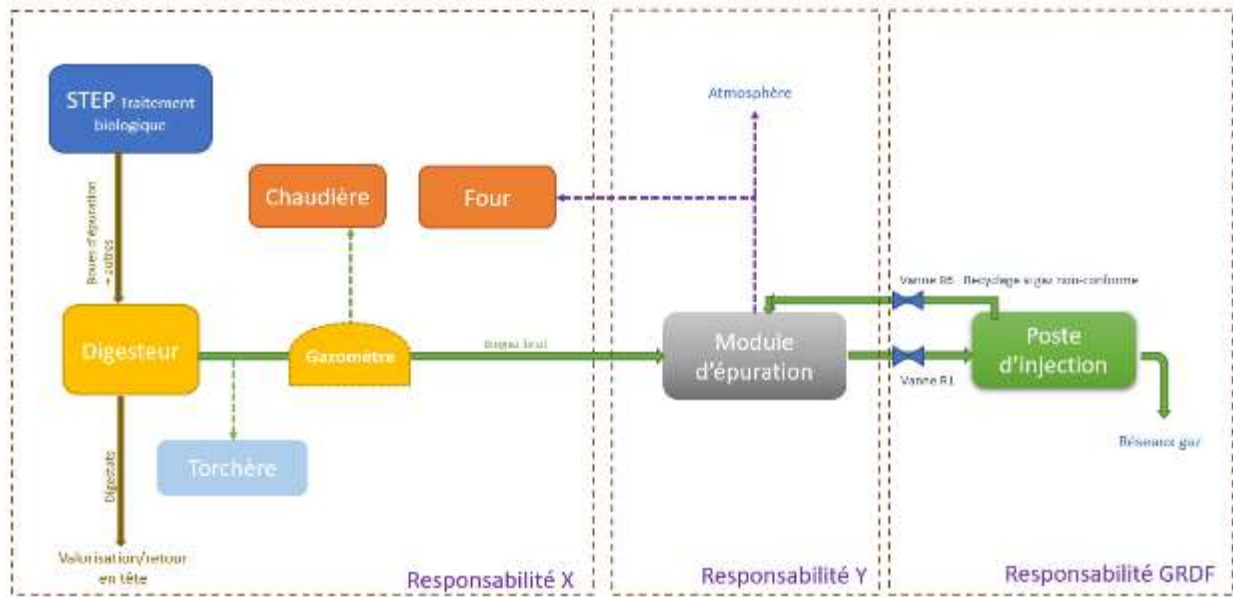 STEP Traitement
biologique
Atmosphère
Chaudière
Four
Boues d'épuration
+ autres
Vanne R5 : Recyclage si gaz non-conforme
Digesteur
Gazomètre
Biogaz brut
Module
d'épuration
Poste
d'injection
Vanne R1
Torchère
Réseaux gaz
Digestats
Valorisation/retour
en tête
Responsabilité X
Responsabilité Y
Responsabilité GRDF